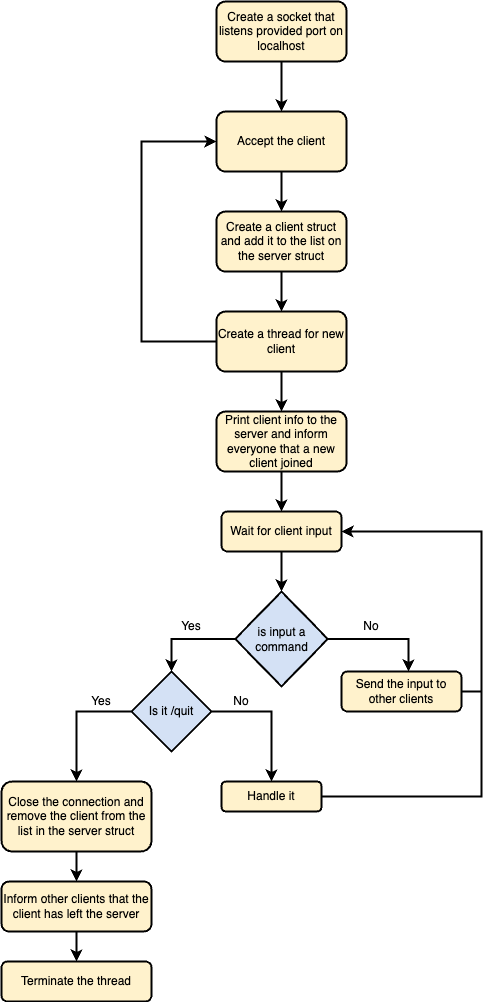 Create a socket that
listens provided port on
localhost
Accept the client
Create a client struct
and add it to the list on
the server struct
Create a thread for new
client
Print client info to the
server and inform
everyone that a new
client joined
Wait for client input
is input a
command
Yes
No
Send the input to
other clients
Is it /quit
Yes
No
Handle it
Close the connection and
remove the client from the
list in the server struct
Inform other clients that the
client has left the server
Terminate the thread